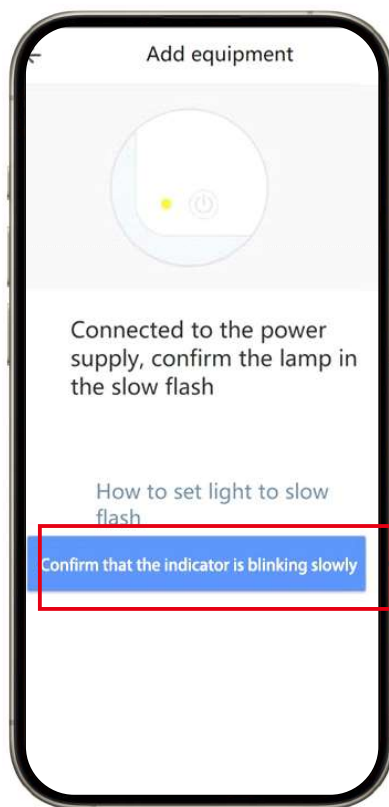 Add equipment
Connected to the power
supply, confirm the lamp in
the slow flash
How to set light to slow
flash
Confirm that the indicator is blinking slowly